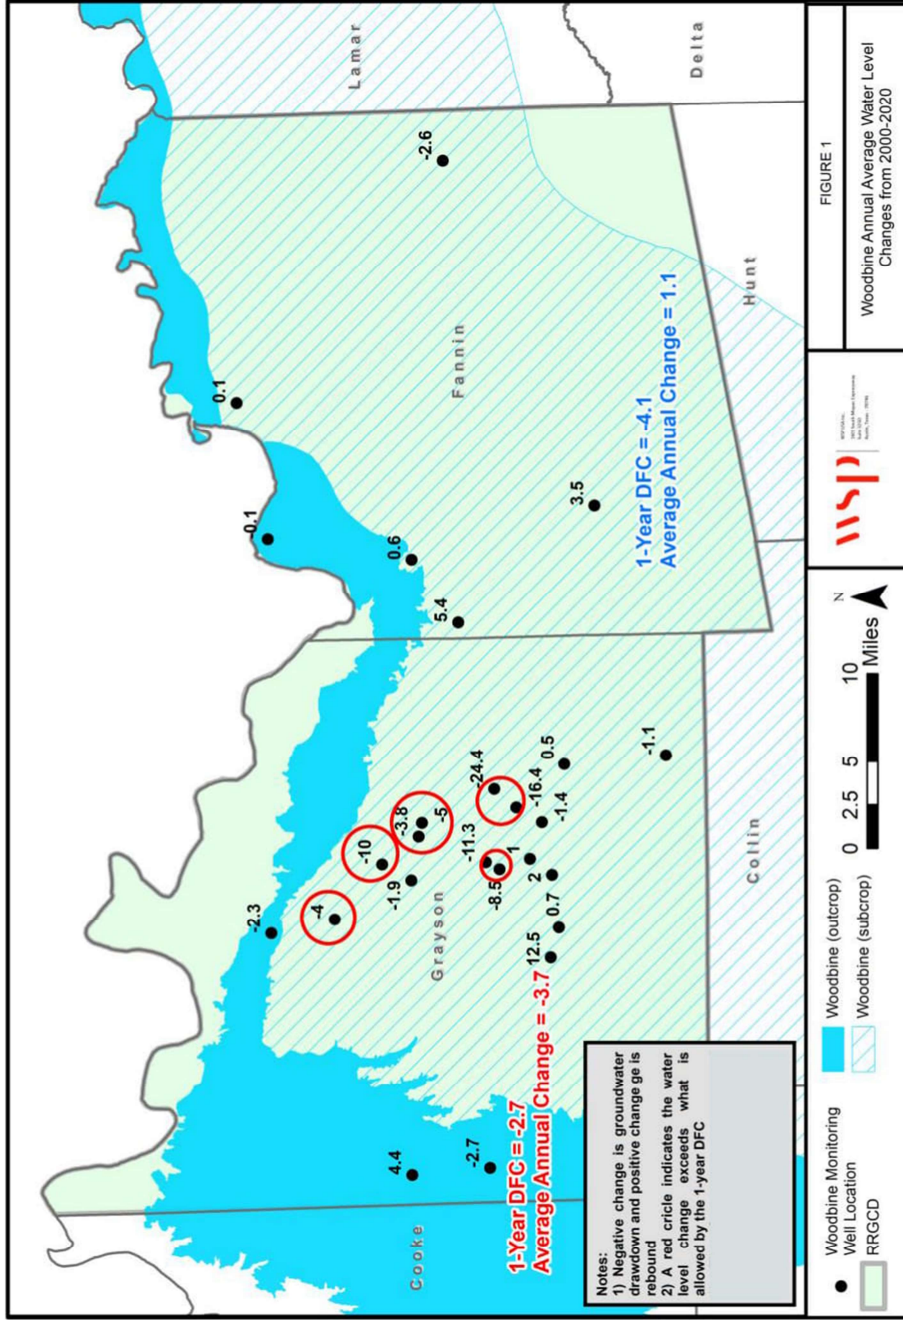 Cooke
Grayson
Fannin
Lamar
Delta
Hunt
Collin
4.4
-2.7
-2.3
-4
-10
-1.9
-3.8
-5
-11.3
-8.5
-24.4
-16.4
-1.4
0.5
1
2
0.7
12.5
-1.1
5.4
0.6
-0.1
0.1
3.5
-2.6
1-Year DFC = -2.7
Average Annual Change = -3.7
1-Year DFC = -4.1
Average Annual Change = 1.1
Notes:
1) Negative change is groundwater
drawdown and positive change ge is
rebound
2) A red cricle indicates the water
level change exceeds what is
allowed by the 1-year DFC
Woodbine Monitoring
Well Location
RRGCD
Woodbine (outcrop)
Woodbine (subcrop)
0 2.5 5 10
Miles
N
wsp
FIGURE 1
Woodbine Annual Average Water Level
Changes from 2000-2020